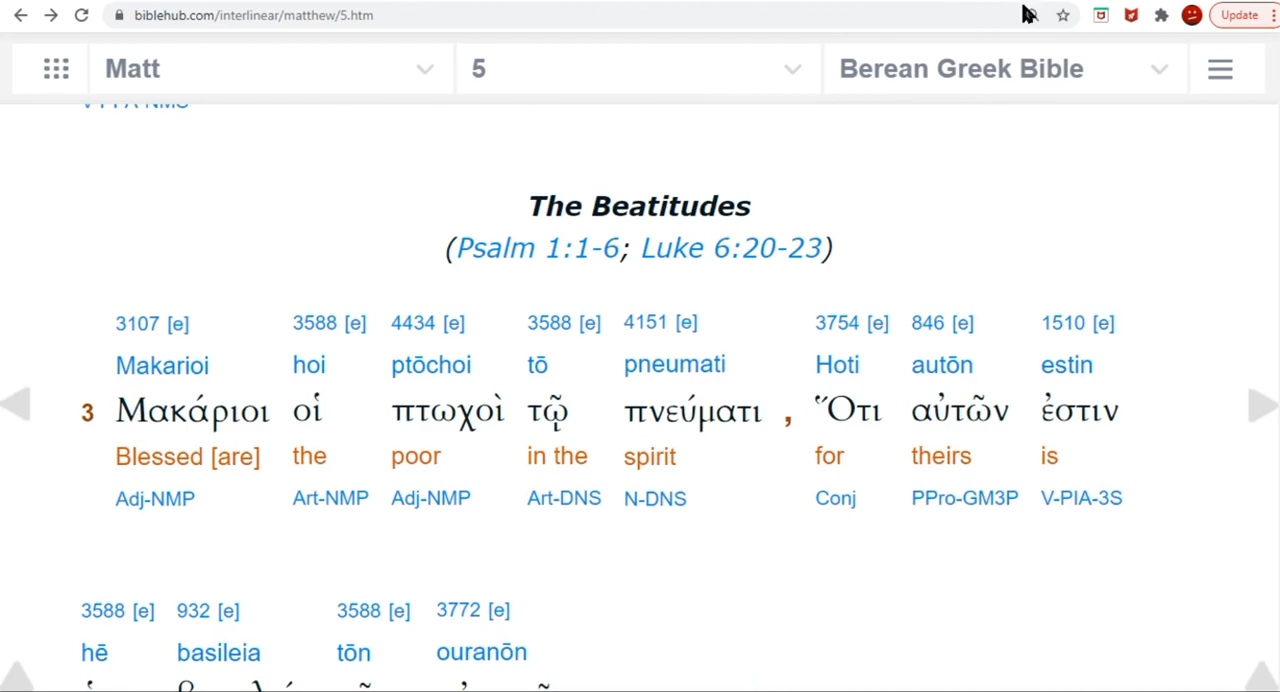 biblehub.com/interlinear/matthew/5.htm
Update
Matt 5 Berean Greek Bible
The Beatitudes
(Psalm 1:1-6; Luke 6:20-23)
3107 [e] 3588 [e] 4434 [e] 3588 [e] 4151 [e] 3754 [e] 846 [e] 1510 [e]
Makarioi hoi ptōchoi tō pneumati Hoti autōn estin
3 Μακάριοι οἱ πτωχοὶ τῷ πνεύματι , Ὅτι αὐτῶν ἐστιν
Blessed [are] the poor in the spirit for theirs is
Adj-NMP Art-NMP Adj-NMP Art-DNS N-DNS Conj PPro-GM3P V-PIA-3S
3588 [e] 932 [e] 3588 [e] 3772 [e]
hē basileia tōn ouranōn